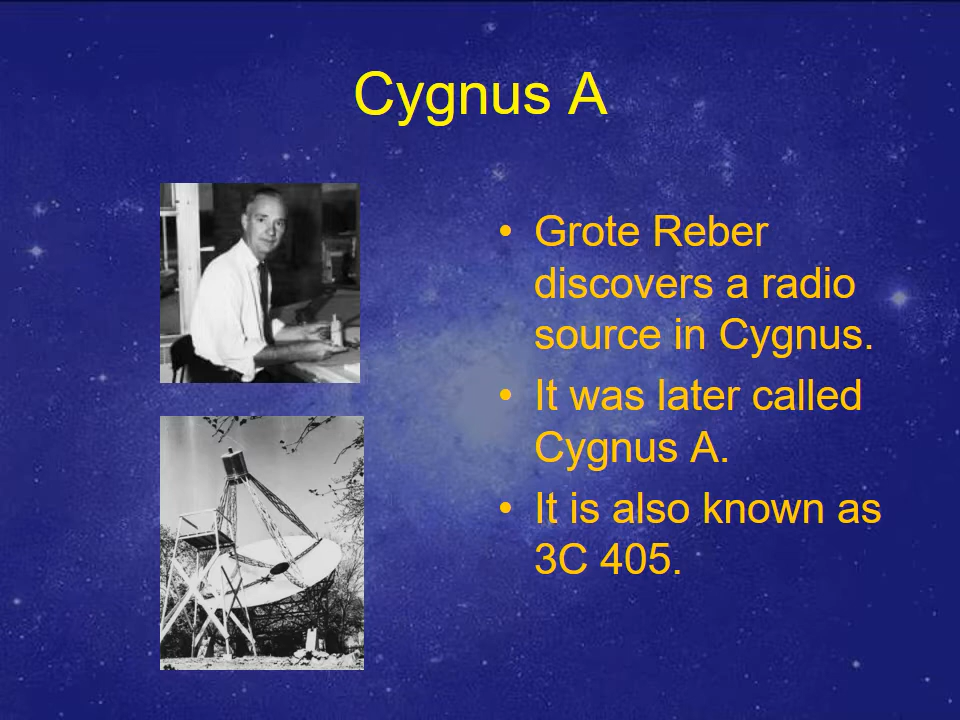 Cygnus A
• Grote Reber
discovers a radio
source in Cygnus.
• It was later called
Cygnus A.
• It is also known as
3C 405.